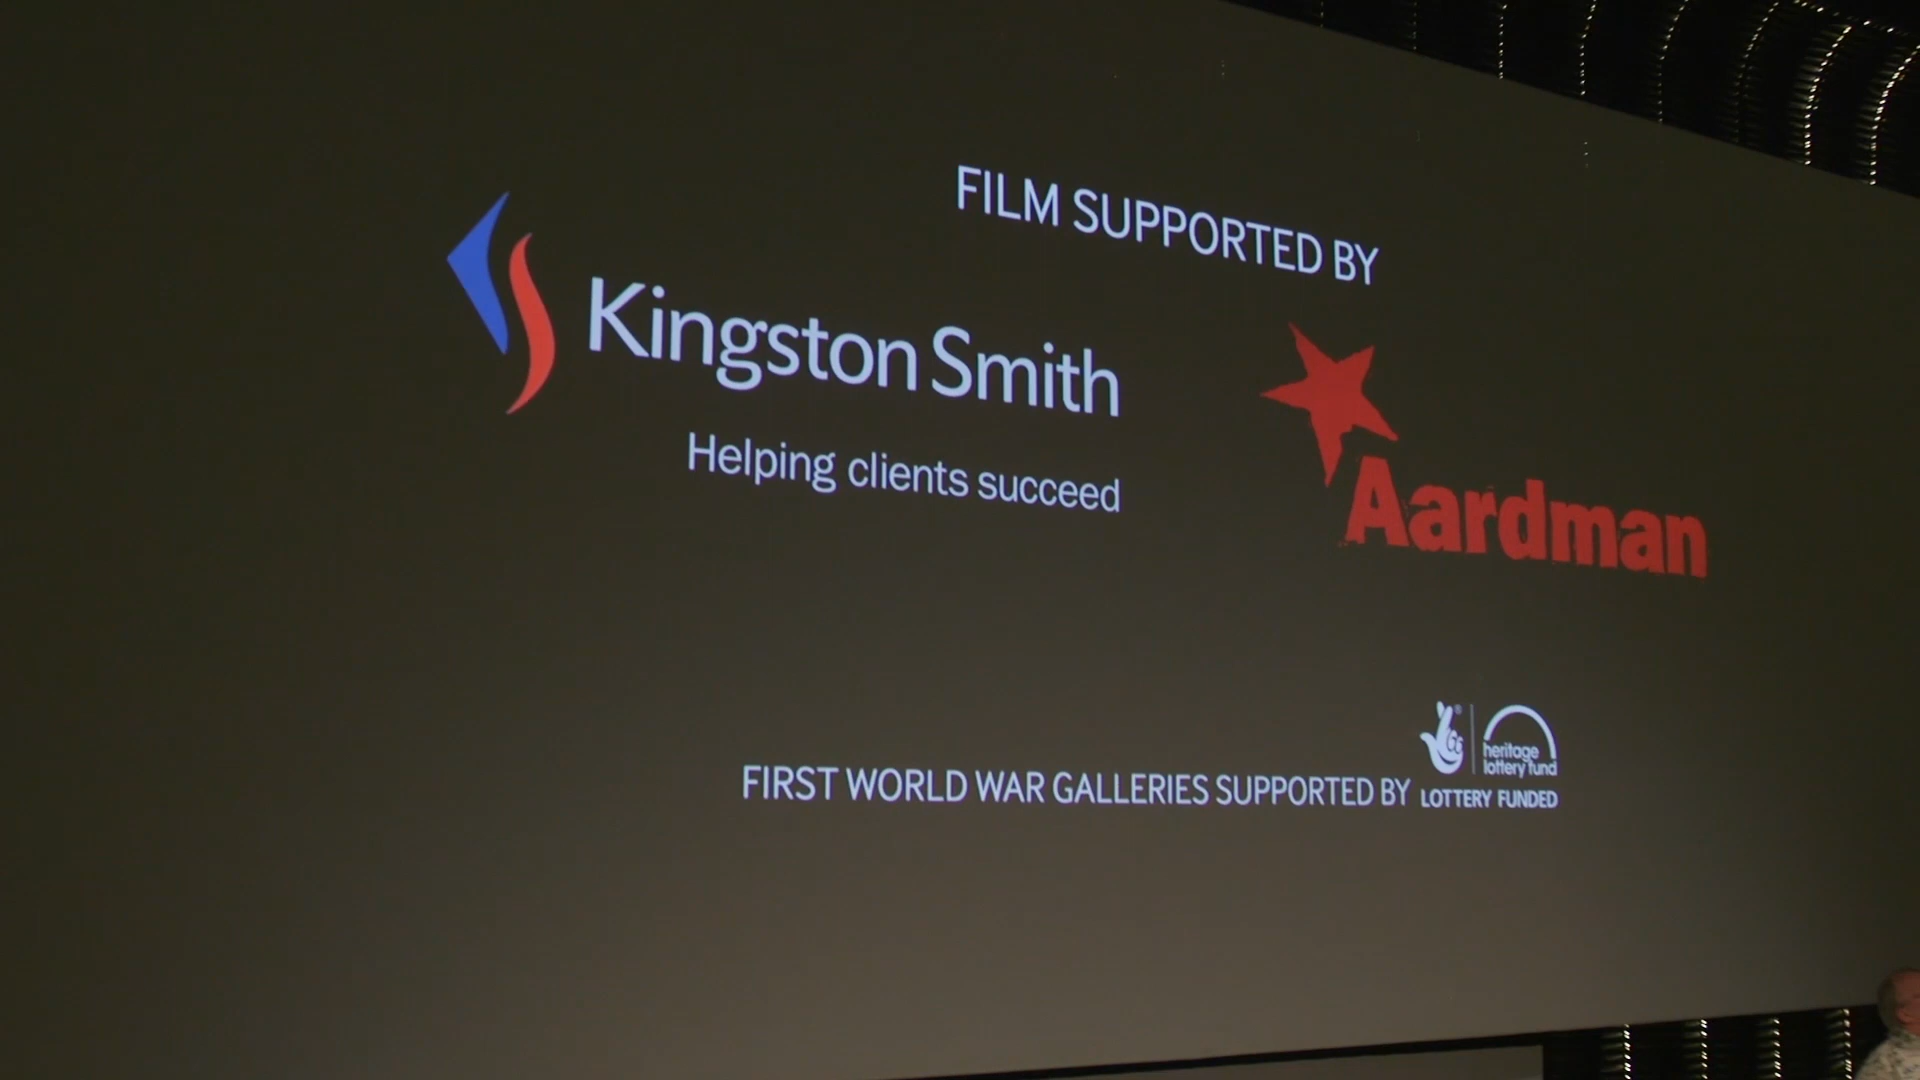 FILM SUPPORTED BY
Kingston Smith
Helping clients succeed
Aardman
heritage
lottery fund
FIRST WORLD WAR GALLERIES SUPPORTED BY LOTTERY FUNDED